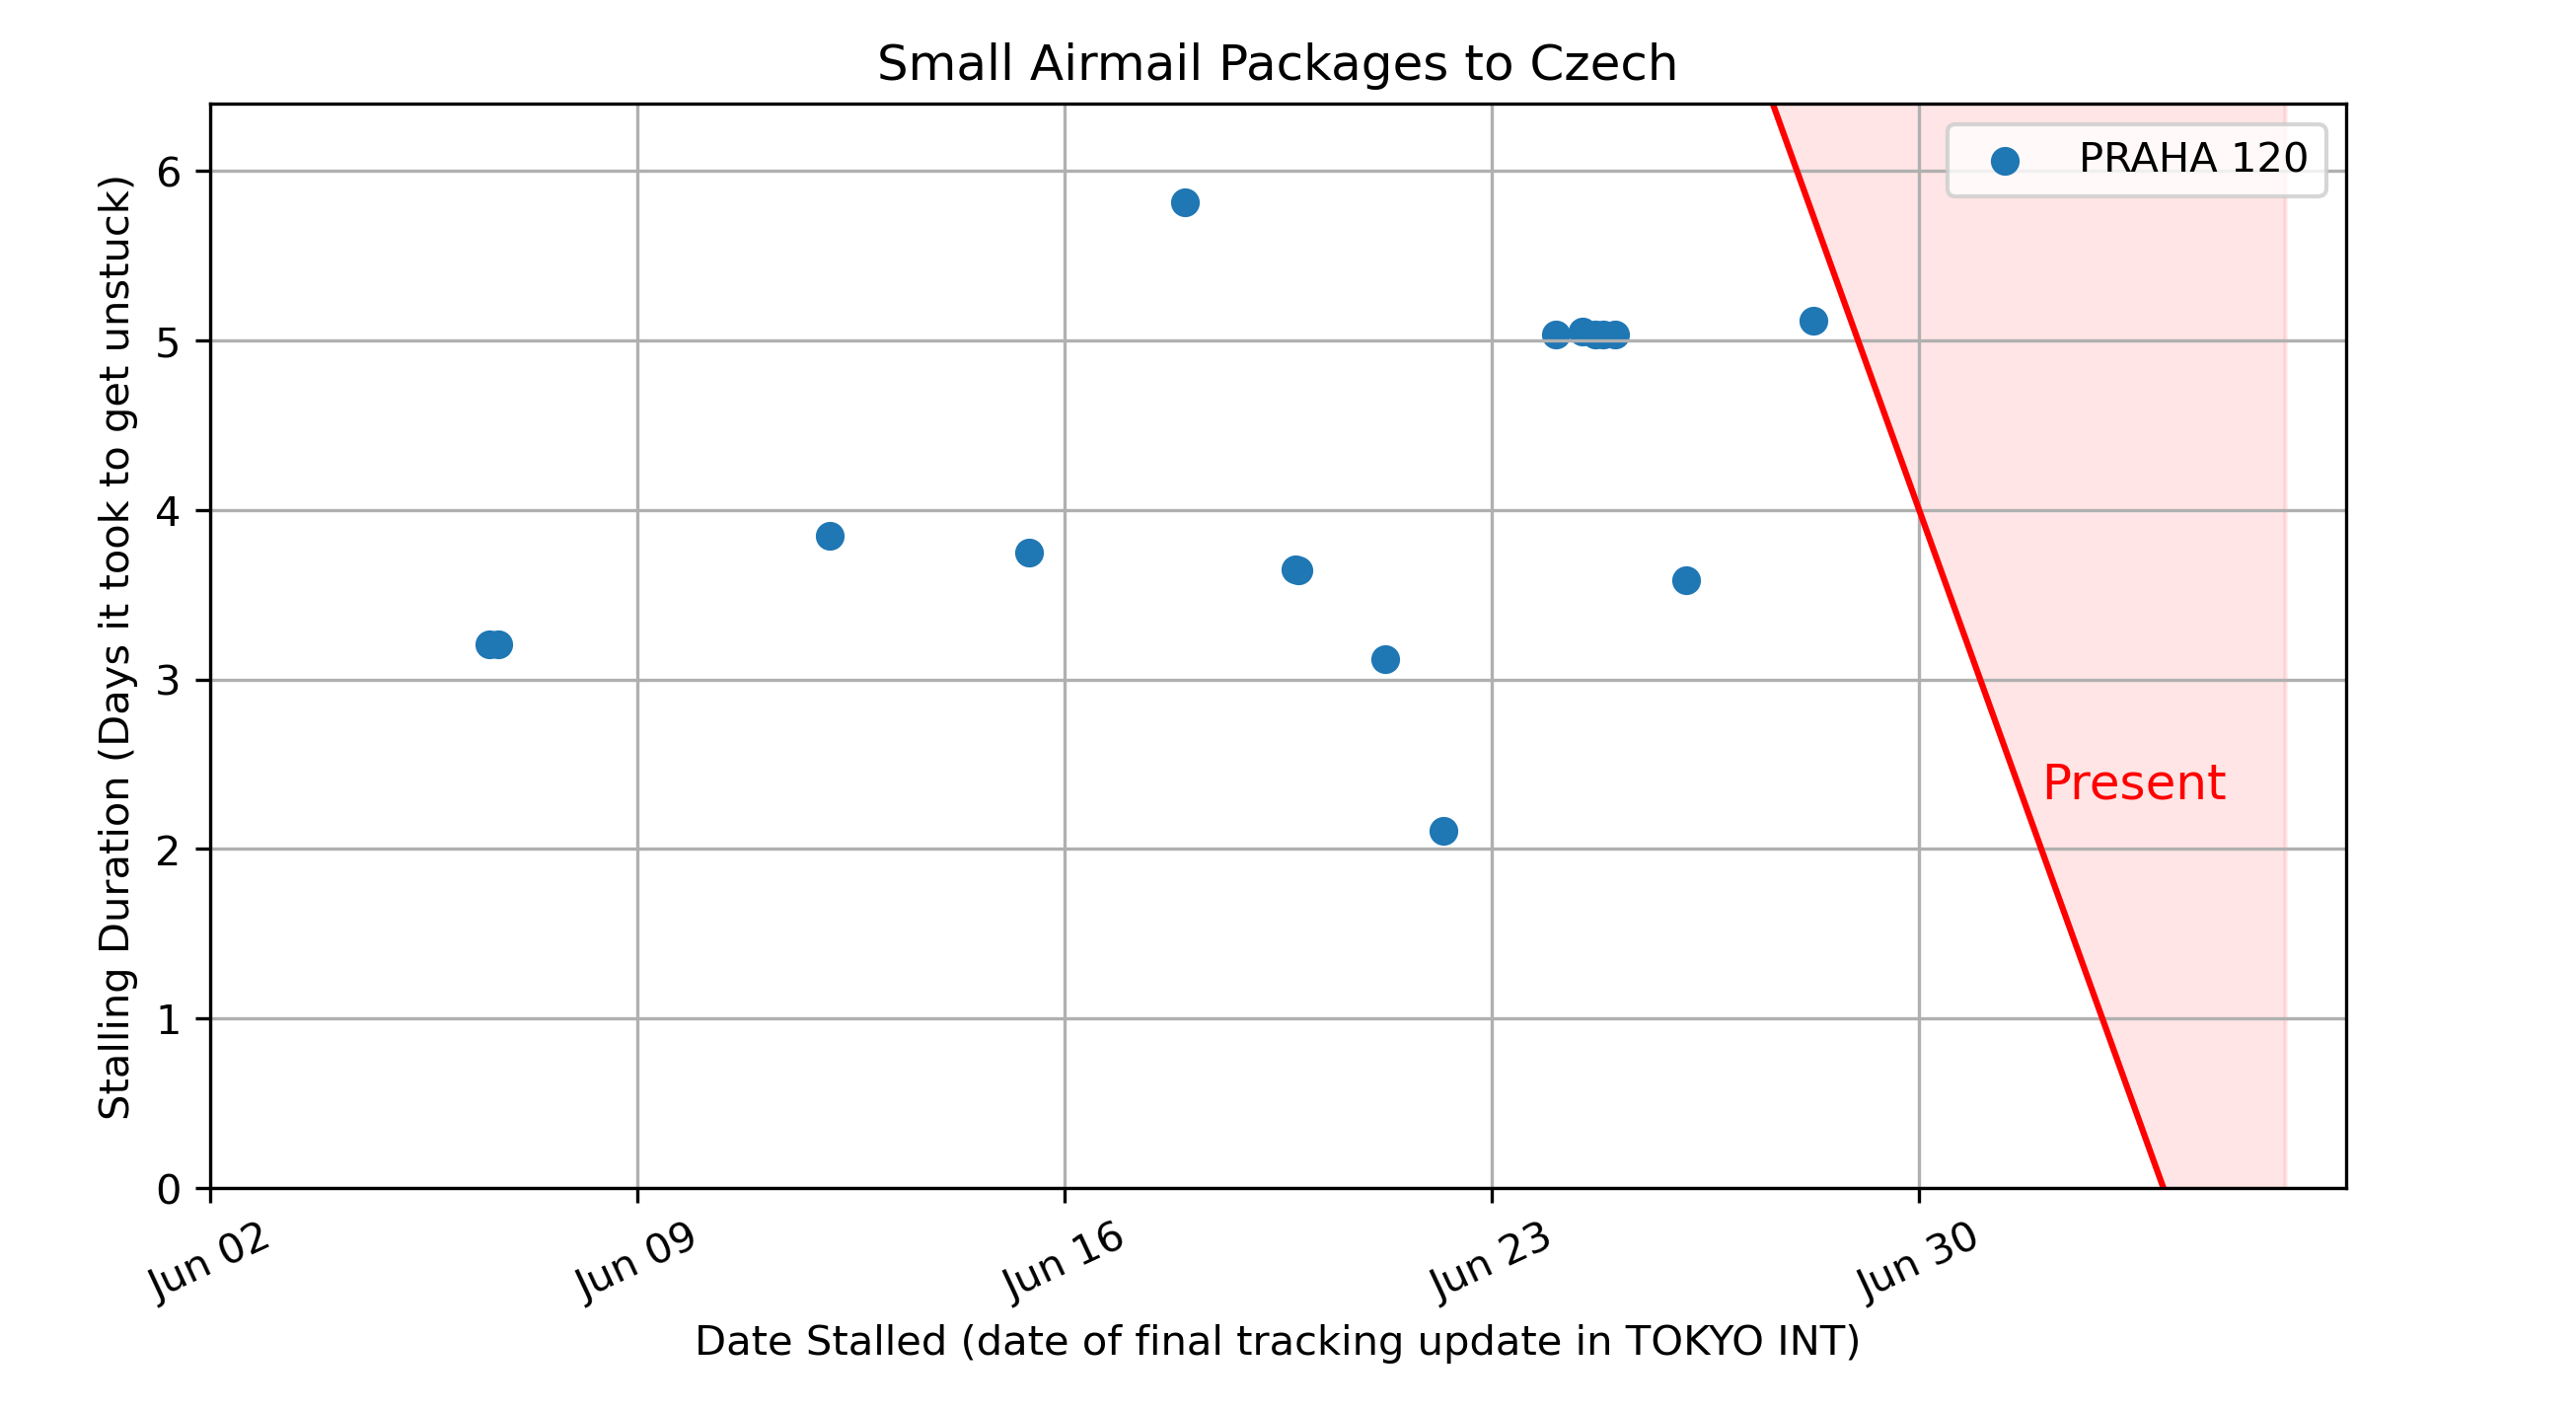 Small Airmail Packages to Czech
PRAHA 120
Stalling Duration (Days it took to get unstuck)
6
5
4
3
2
1
0
Present
Jun 02
Jun 09
Jun 16
Jun 23
Jun 30
Date Stalled (date of final tracking update in TOKYO INT)